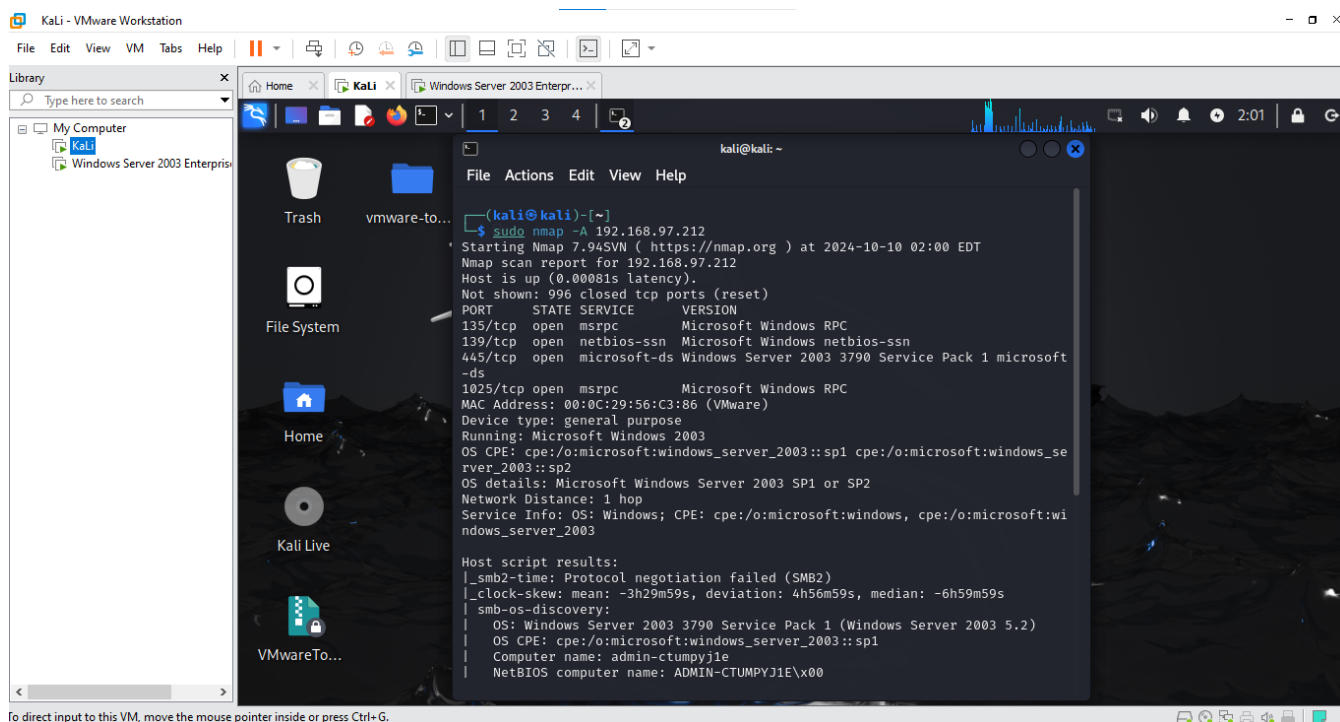 KaLi - VMware Workstation
File Edit View VM Tabs Help
Library
Type here to search
My Computer
KaLi
Windows Server 2003 Enterpris
Home
KaLi
Windows Server 2003 Enterpr...
1 2 3 4
2
2:01
Trash
vmware-to...
File System
Home
Kali Live
VMwareTo...
kali@kali: ~
File Actions Edit View Help
┌──(kali㉿kali)-[~]
└─$ sudo nmap -A 192.168.97.212
Starting Nmap 7.94SVN ( https://nmap.org ) at 2024-10-10 02:00 EDT
Nmap scan report for 192.168.97.212
Host is up (0.00081s latency).
Not shown: 996 closed tcp ports (reset)
PORT STATE SERVICE VERSION
135/tcp open msrpc Microsoft Windows RPC
139/tcp open netbios-ssn Microsoft Windows netbios-ssn
445/tcp open microsoft-ds Windows Server 2003 3790 Service Pack 1 microsoft
-ds
1025/tcp open msrpc Microsoft Windows RPC
MAC Address: 00:0C:29:56:C3:86 (VMware)
Device type: general purpose
Running: Microsoft Windows 2003
OS CPE: cpe:/o:microsoft:windows_server_2003::sp1 cpe:/o:microsoft:windows_se
rver_2003::sp2
OS details: Microsoft Windows Server 2003 SP1 or SP2
Network Distance: 1 hop
Service Info: OS: Windows; CPE: cpe:/o:microsoft:windows, cpe:/o:microsoft:wi
ndows_server_2003
Host script results:
|_smb2-time: Protocol negotiation failed (SMB2)
|_clock-skew: mean: -3h29m59s, deviation: 4h56m59s, median: -6h59m59s
| smb-os-discovery:
|   OS: Windows Server 2003 3790 Service Pack 1 (Windows Server 2003 5.2)
|   OS CPE: cpe:/o:microsoft:windows_server_2003::sp1
|   Computer name: admin-ctumpyj1e
|   NetBIOS computer name: ADMIN-CTUMPYJ1E\x00
To direct input to this VM, move the mouse pointer inside or press Ctrl+G.